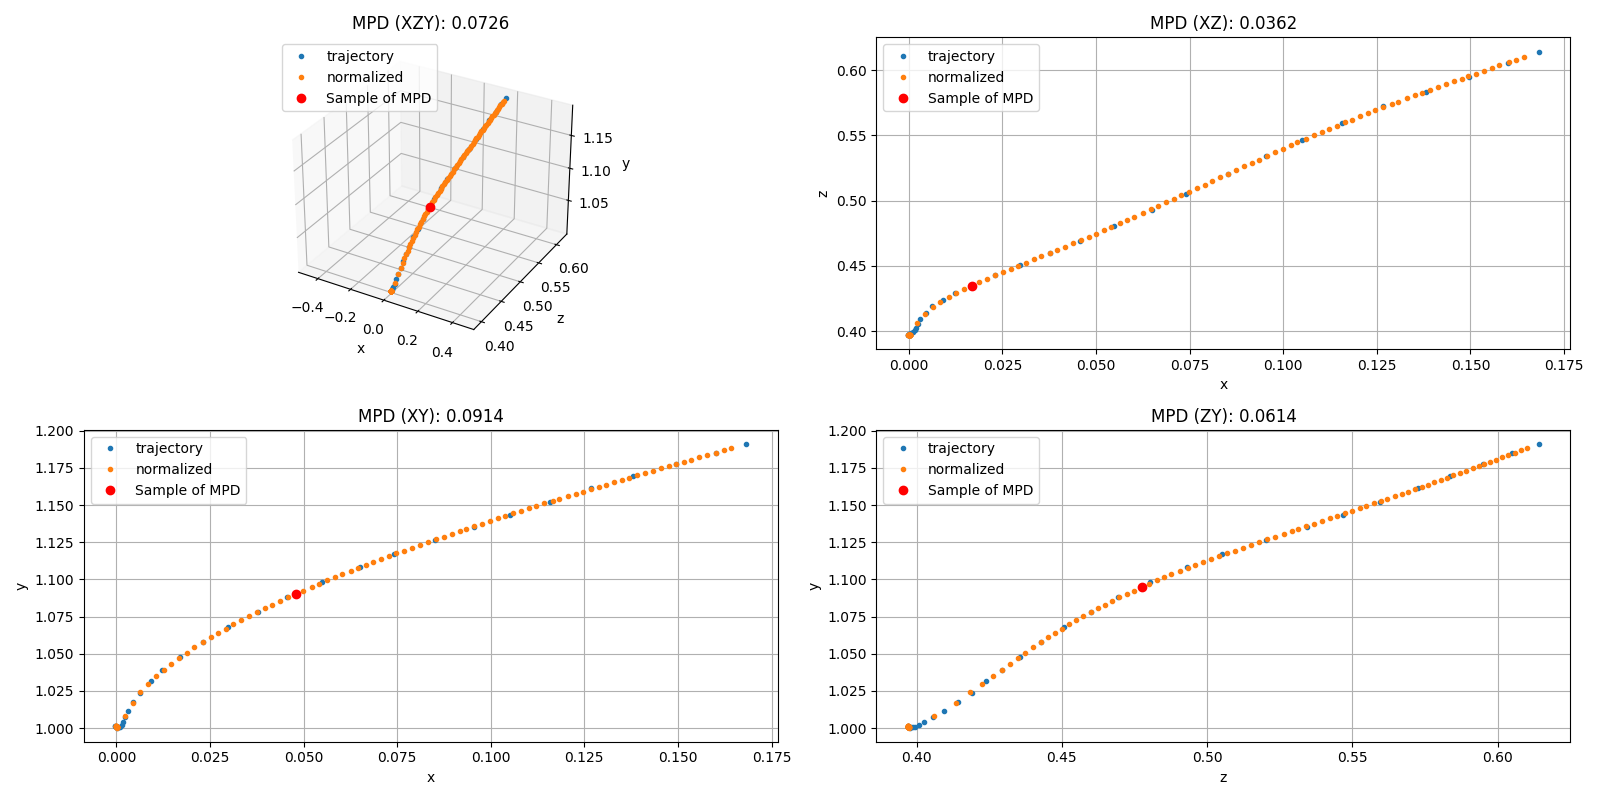 MPD (XZY): 0.0726
trajectory
normalized
Sample of MPD
1.15
1.10
1.05
y
0.60
0.55
0.50
0.45
0.40
z
−0.4
−0.2
0.0
0.2
0.4
x
MPD (XZ): 0.0362
trajectory
normalized
Sample of MPD
0.60
0.55
0.50
0.45
0.40
z
0.000 0.025 0.050 0.075 0.100 0.125 0.150 0.175
x
MPD (XY): 0.0914
trajectory
normalized
Sample of MPD
1.200
1.175
1.150
1.125
1.100
1.075
1.050
1.025
1.000
y
0.000 0.025 0.050 0.075 0.100 0.125 0.150 0.175
x
MPD (ZY): 0.0614
trajectory
normalized
Sample of MPD
1.200
1.175
1.150
1.125
1.100
1.075
1.050
1.025
1.000
y
0.40 0.45 0.50 0.55 0.60
z